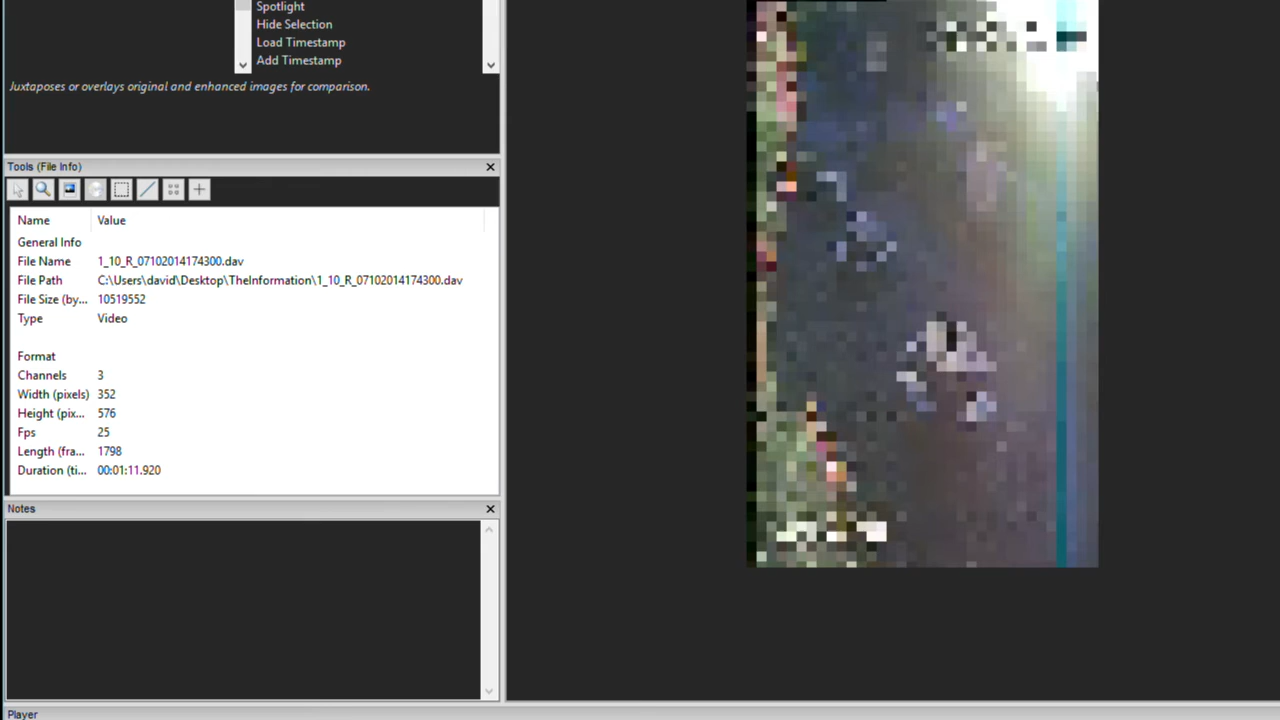 Spotlight
Hide Selection
Load Timestamp
Add Timestamp
Juxtaposes or overlays original and enhanced images for comparison.
Tools (File Info)
Name Value
General Info
File Name 1_10_R_07102014174300.dav
File Path C:\Users\david\Desktop\TheInformation\1_10_R_07102014174300.dav
File Size (by... 10519552
Type Video
Format
Channels 3
Width (pixels) 352
Height (pix... 576
Fps 25
Length (fra... 1798
Duration (ti... 00:01:11.920
Notes
Player